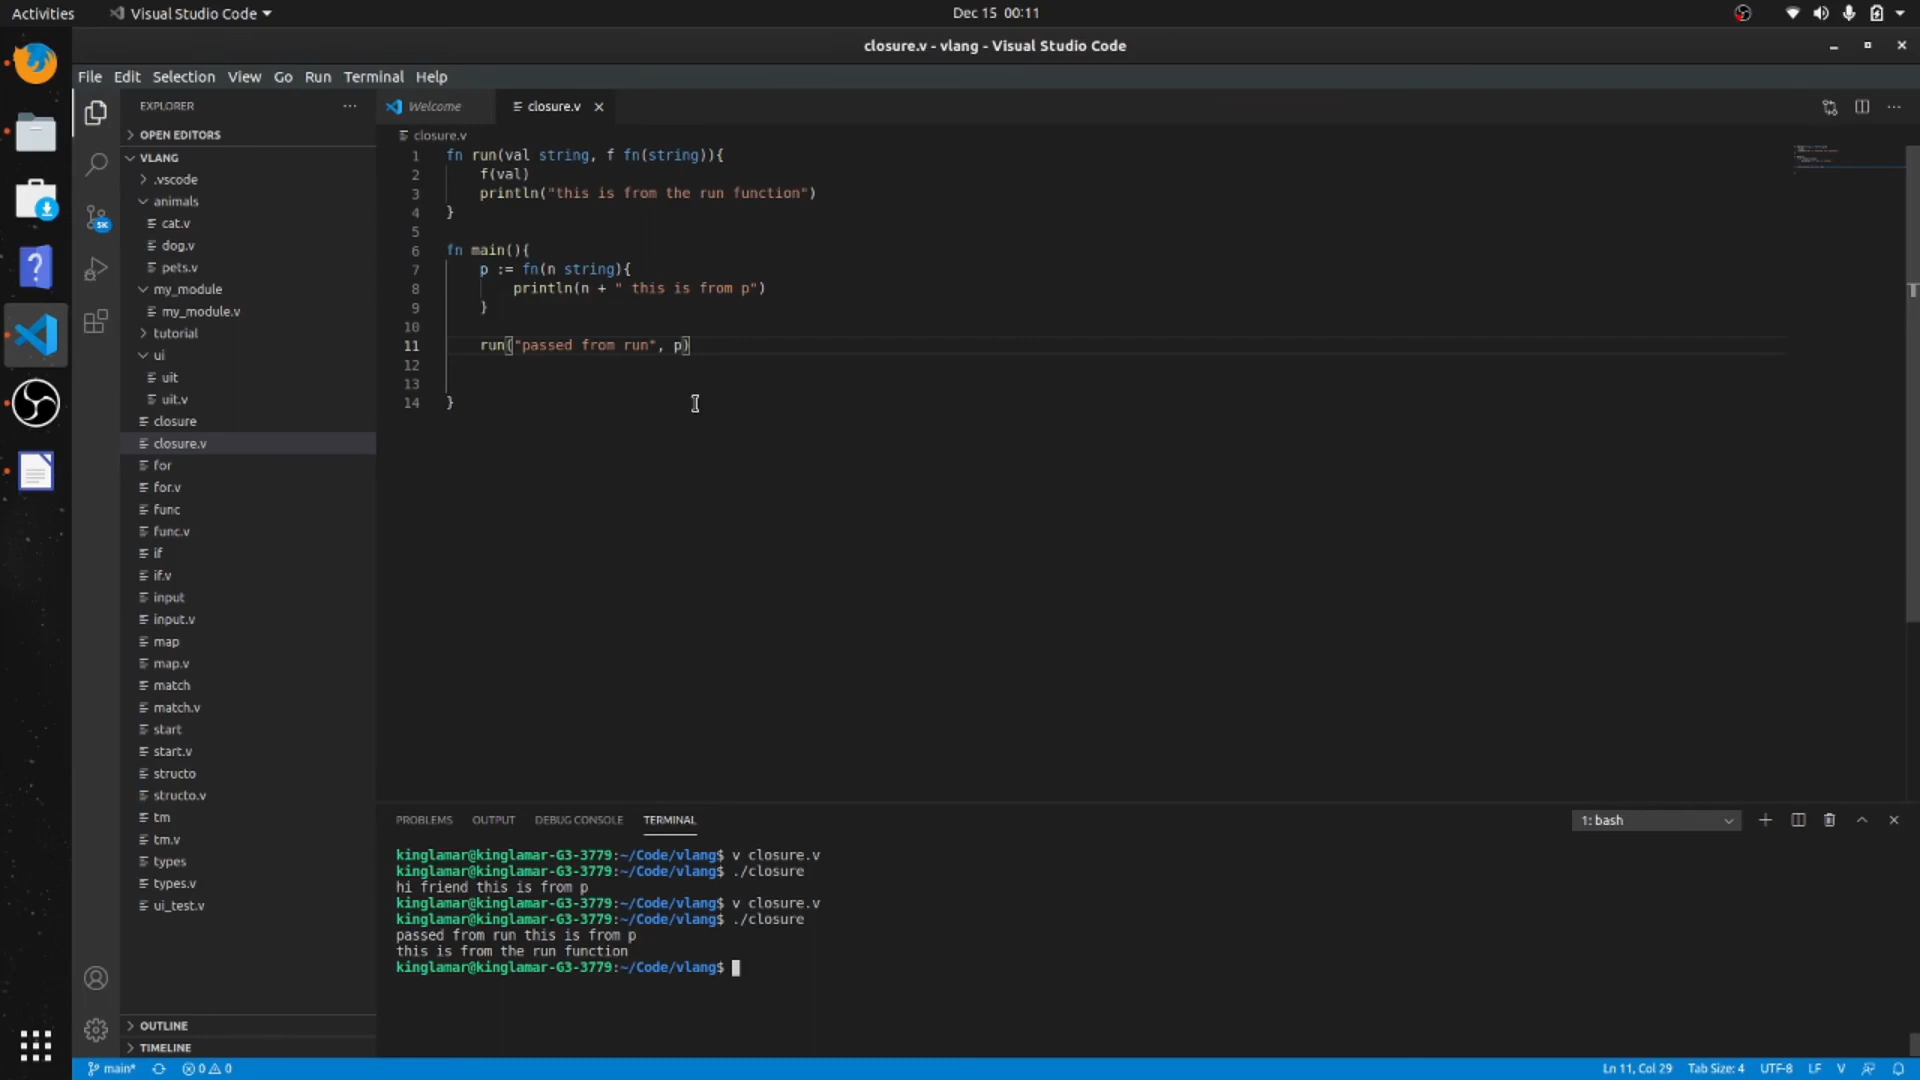 Activities
Visual Studio Code
Dec 15 00:11
closure.v - vlang - Visual Studio Code
File Edit Selection View Go Run Terminal Help
EXPLORER
OPEN EDITORS
VLANG
.vscode
animals
cat.v
dog.v
pets.v
my_module
my_module.v
tutorial
ui
uit
uit.v
closure
closure.v
for
for.v
func
func.v
if
if.v
input
input.v
map
map.v
match
match.v
start
start.v
structo
structo.v
tm
tm.v
types
types.v
ui_test.v
OUTLINE
TIMELINE
Welcome
closure.v
closure.v
1 fn run(val string, f fn(string)){
2 f(val)
3 println("this is from the run function")
4 }
5
6 fn main(){
7 p := fn(n string){
8 println(n + " this is from p")
9 }
10
11 run("passed from run", p)
12
13
14 }
PROBLEMS OUTPUT DEBUG CONSOLE TERMINAL
1: bash
kinglamar@kinglamar-G3-3779:~/Code/vlang$ v closure.v
kinglamar@kinglamar-G3-3779:~/Code/vlang$ ./closure
hi friend this is from p
kinglamar@kinglamar-G3-3779:~/Code/vlang$ v closure.v
kinglamar@kinglamar-G3-3779:~/Code/vlang$ ./closure
passed from run this is from p
this is from the run function
kinglamar@kinglamar-G3-3779:~/Code/vlang$
main* 0 0
Ln 11, Col 29 Tab Size: 4 UTF-8 LF V